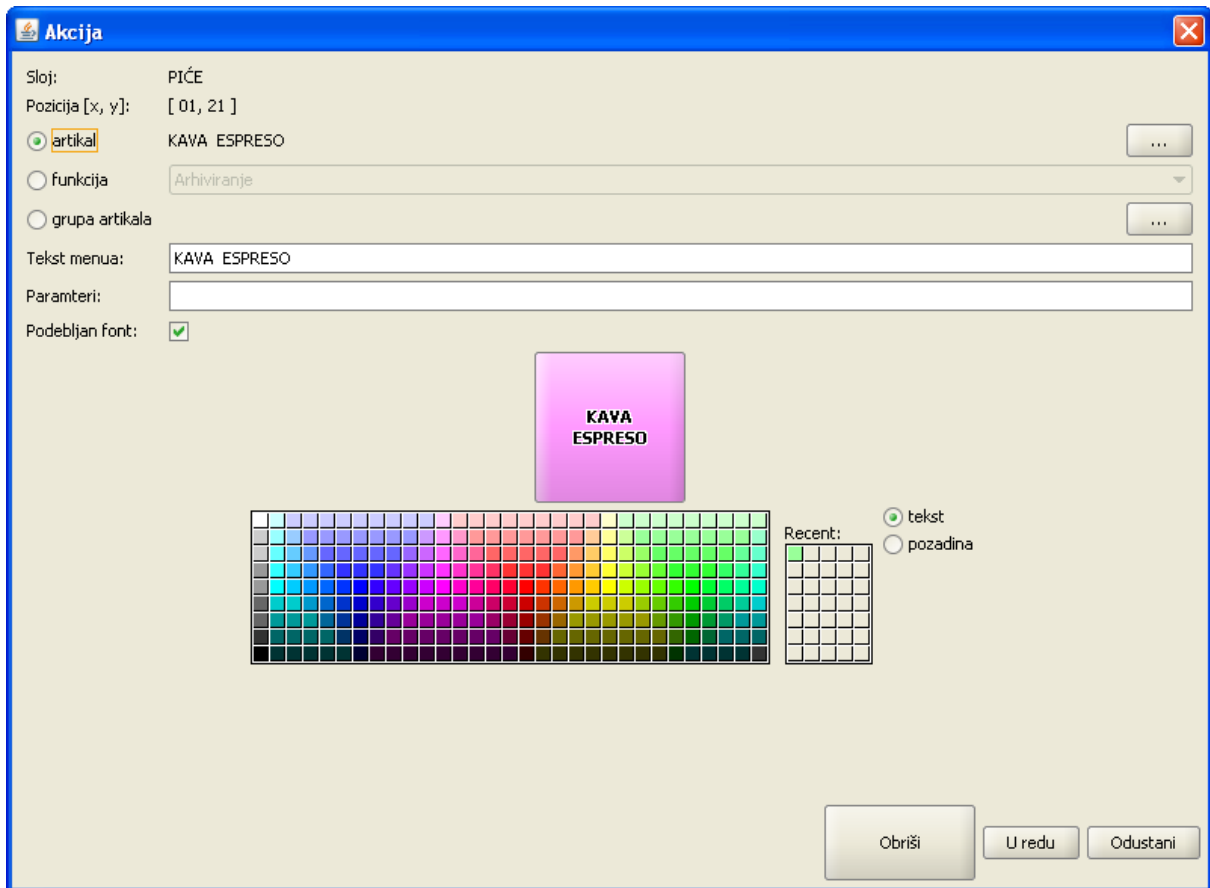 Akcija
Sloj: PIĆE
Pozicija [x, y]: [ 01, 21 ]
artikal KAVA ESPRESO ...
funkcija Arhiviranje
grupa artikala ...
Tekst menua: KAVA ESPRESO
Paramteri:
Podebljan font:
KAVA
ESPRESO
tekst
Recent:
pozadina
Obriši U redu Odustani